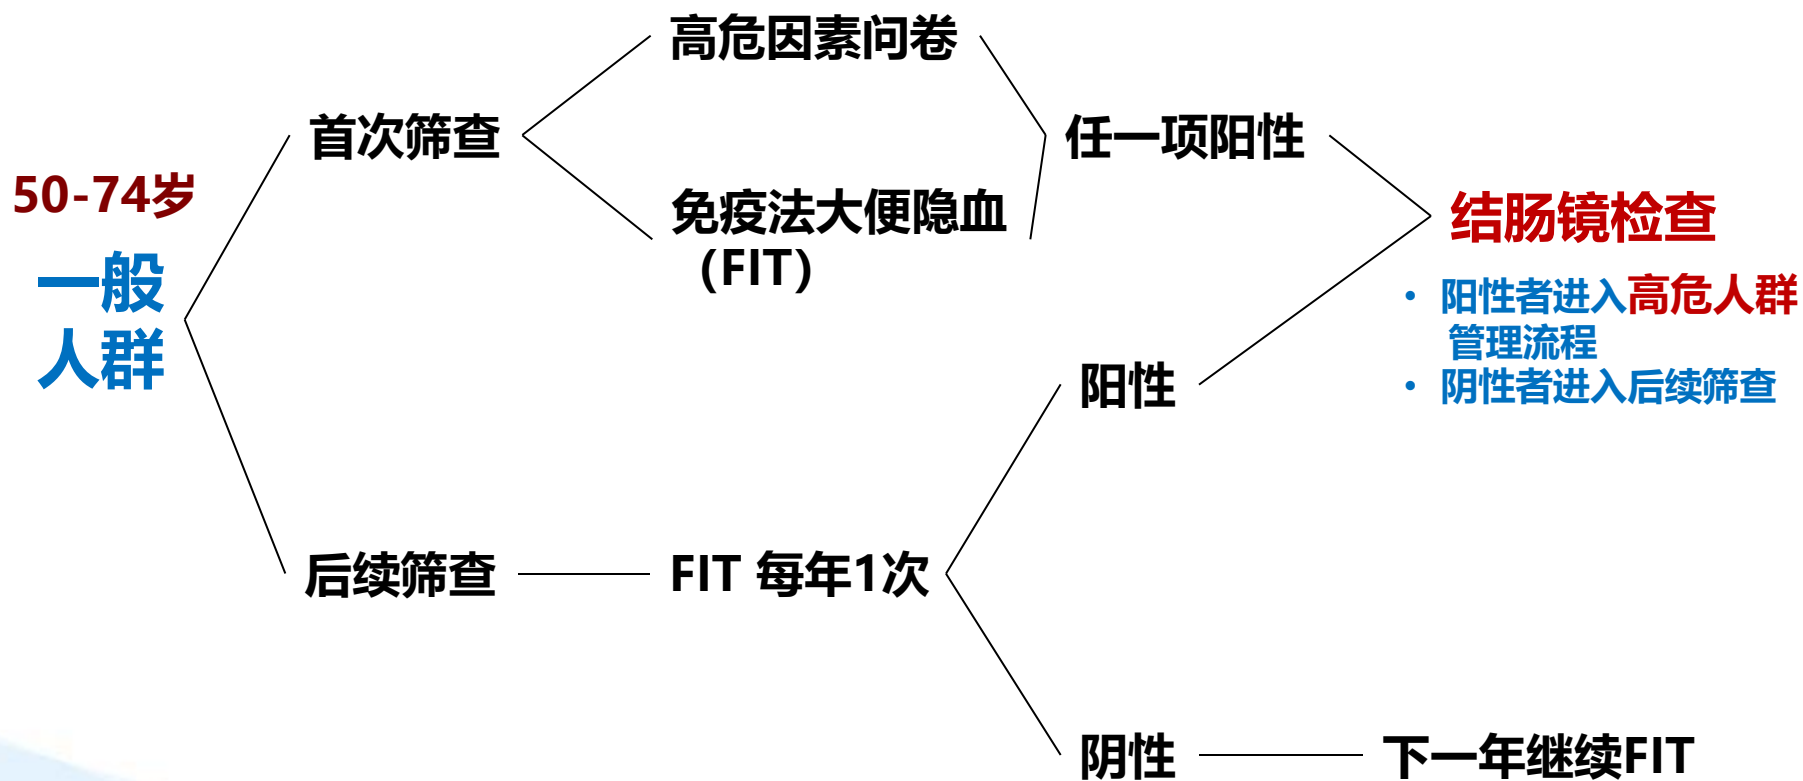 高危因素问卷
首次筛查
任一项阳性
50-74岁
免疫法大便隐血
（FIT）
结肠镜检查
一般
人群
• 阳性者进入高危人群
管理流程
• 阴性者进入后续筛查
阳性
后续筛查
FIT 每年1次
阴性
下一年继续FIT